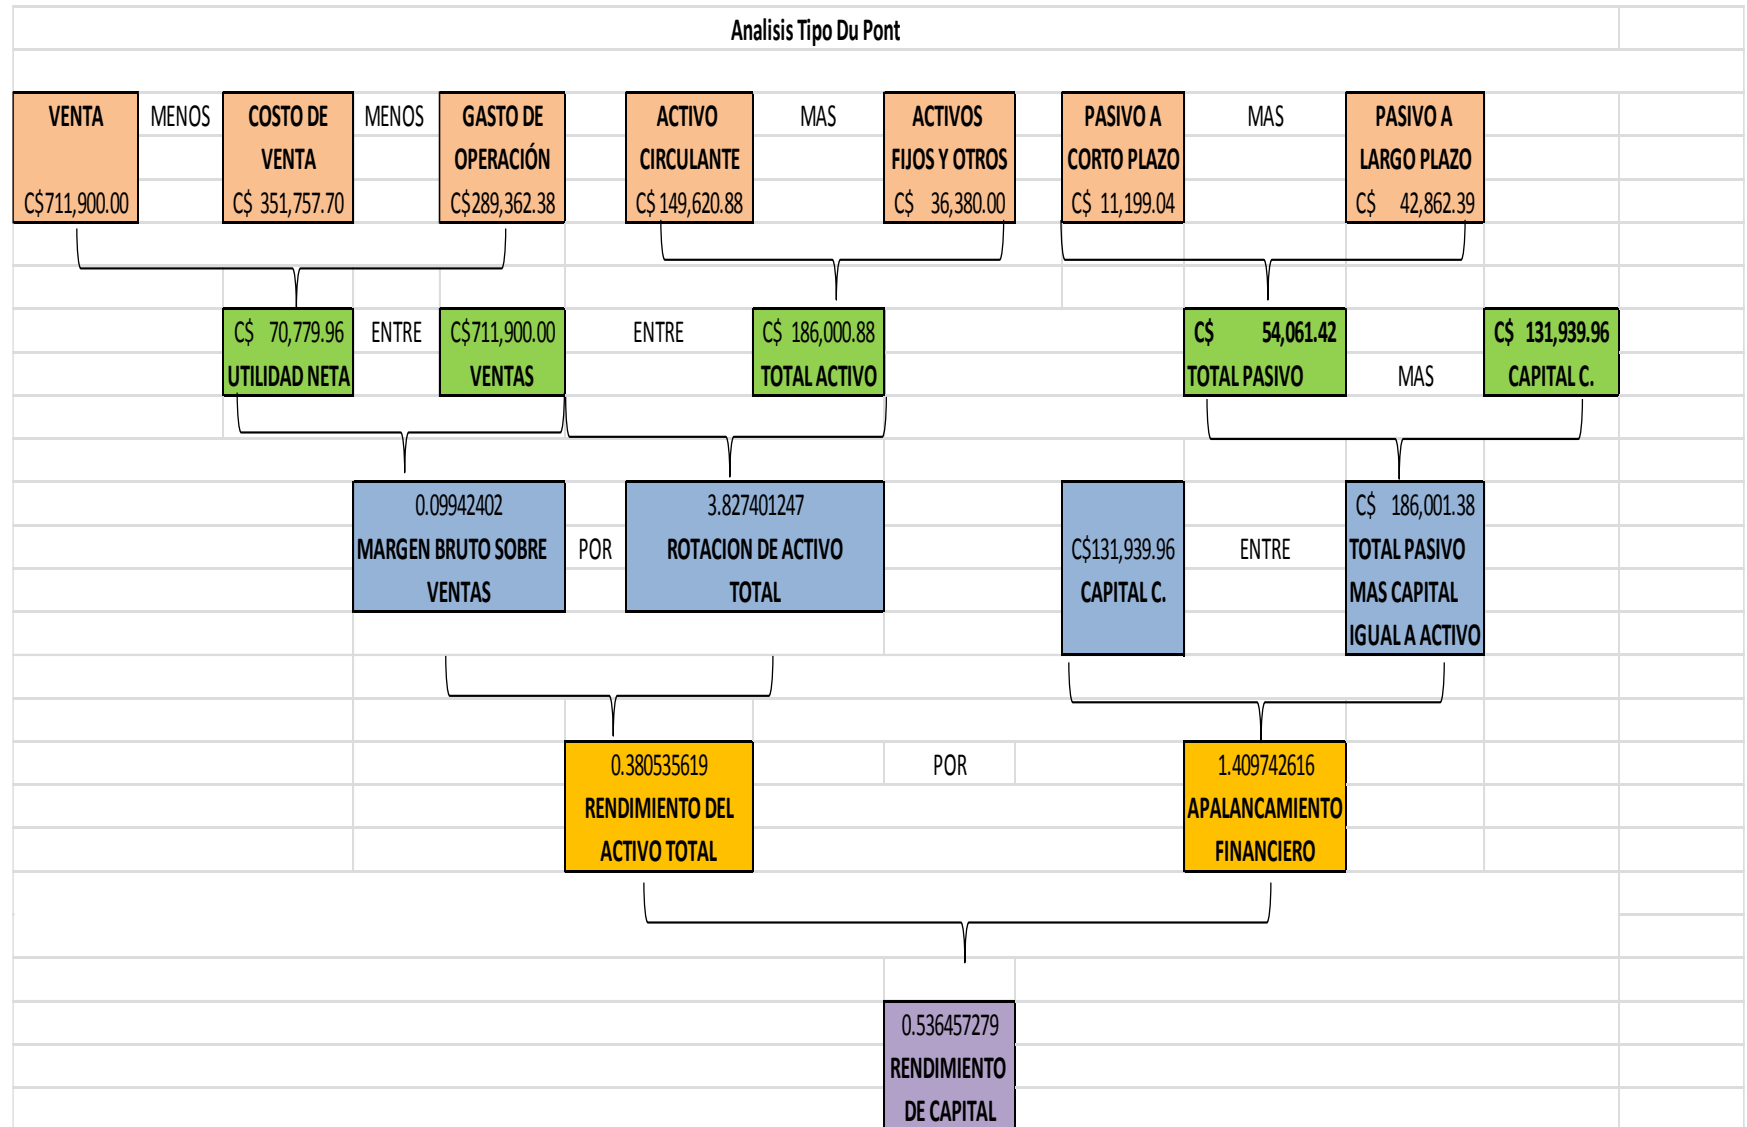 Analisis Tipo Du Pont
VENTA MENOS COSTO DE MENOS GASTO DE ACTIVO MAS ACTIVOS PASIVO A MAS PASIVO A
VENTA OPERACIÓN CIRCULANTE FIJOS Y OTROS CORTO PLAZO LARGO PLAZO
C$711,900.00 C$ 351,757.70 C$289,362.38 C$149,620.88 C$ 36,380.00 C$ 11,199.04 C$ 42,862.39
C$ 70,779.96 ENTRE C$711,900.00 ENTRE C$ 186,000.88 C$ 54,061.42 C$ 131,939.96
UTILIDAD NETA VENTAS TOTAL ACTIVO TOTAL PASIVO MAS CAPITAL C.
0.09942402 3.827401247 C$ 186,001.38
MARGEN BRUTO SOBRE POR ROTACION DE ACTIVO C$131,939.96 ENTRE TOTAL PASIVO
VENTAS TOTAL CAPITAL C. MAS CAPITAL
IGUAL A ACTIVO
0.380535619 POR 1.409742616
RENDIMIENTO DEL APALANCAMIENTO
ACTIVO TOTAL FINANCIERO
0.536457279
RENDIMIENTO
DE CAPITAL